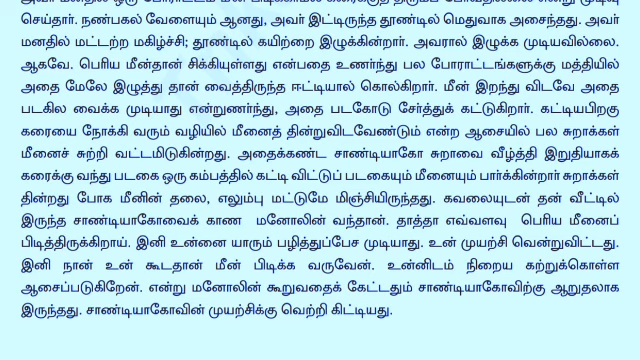 செய்தார். நண்பகல் வேளையும் ஆனது, அவர் இட்டிருந்த தூண்டில் மெதுவாக அசைந்தது. அவர்
மனதில் மட்டற்ற மகிழ்ச்சி; தூண்டில் கயிற்றை இழுக்கின்றார். அவரால் இழுக்க முடியவில்லை.
ஆகவே. பெரிய மீன்தான் சிக்கியுள்ளது என்பதை உணர்ந்து பல போராட்டங்களுக்கு மத்தியில்
அதை மேலே இழுத்து தான் வைத்திருந்த ஈட்டியால் கொல்கிறார். மீன் இறந்து விடவே அதை
படகில வைக்க முடியாது என்றுணர்ந்து, அதை படகோடு சேர்த்துக் கட்டுகிறார். கட்டியபிறகு
கரையை நோக்கி வரும் வழியில் மீனைத் தின்றுவிடவேண்டும் என்ற ஆசையில் பல சுறாக்கள்
மீனைச் சுற்றி வட்டமிடுகின்றது. அதைக்கண்ட சாண்டியாகோ சுறாவை வீழ்த்தி இறுதியாகக்
கரைக்கு வந்து படகை ஒரு கம்பத்தில் கட்டி விட்டுப் படகையும் மீனையும் பார்க்கின்றார் சுறாக்கள்
தின்றது போக மீனின் தலை, எலும்பு மட்டுமே மிஞ்சியிருந்தது. கவலையுடன் தன் வீட்டில்
இருந்த சாண்டியாகோவைக் காண மனோலின் வந்தான். தாத்தா எவ்வளவு பெரிய மீனைப்
பிடித்திருக்கிறாய். இனி உன்னை யாரும் பழித்துப்பேச முடியாது. உன் முயற்சி வென்றுவிட்டது.
இனி நான் உன் கூடதான் மீன் பிடிக்க வருவேன். உன்னிடம் நிறைய கற்றுக்கொள்ள
ஆசைப்படுகிறேன். என்று மனோலின் கூறுவதைக் கேட்டதும் சாண்டியாகோவிற்கு ஆறுதலாக
இருந்தது. சாண்டியாகோவின் முயற்சிக்கு வெற்றி கிட்டியது.